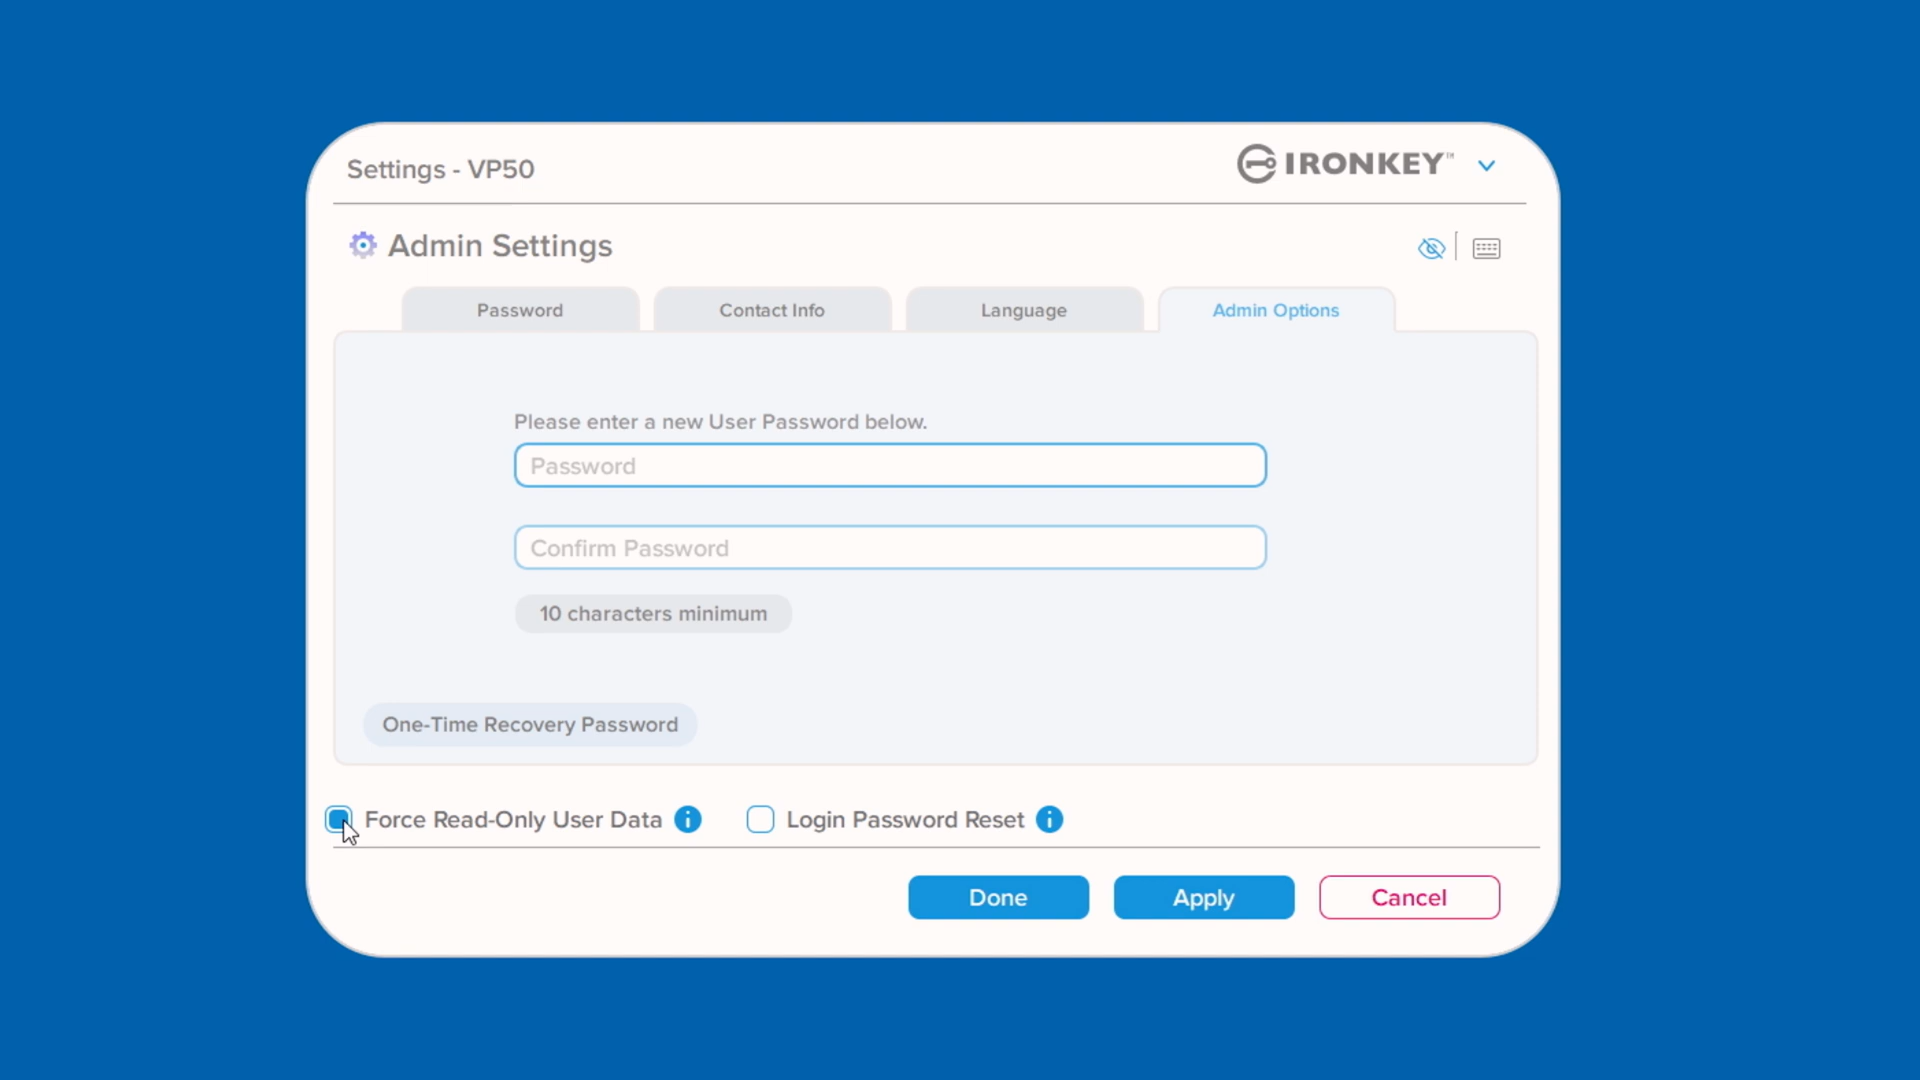 Settings - VP50
IRONKEY™
Admin Settings
Password
Contact Info
Language
Admin Options
Please enter a new User Password below.
Password
Confirm Password
10 characters minimum
One-Time Recovery Password
Force Read-Only User Data
Login Password Reset
Done
Apply
Cancel